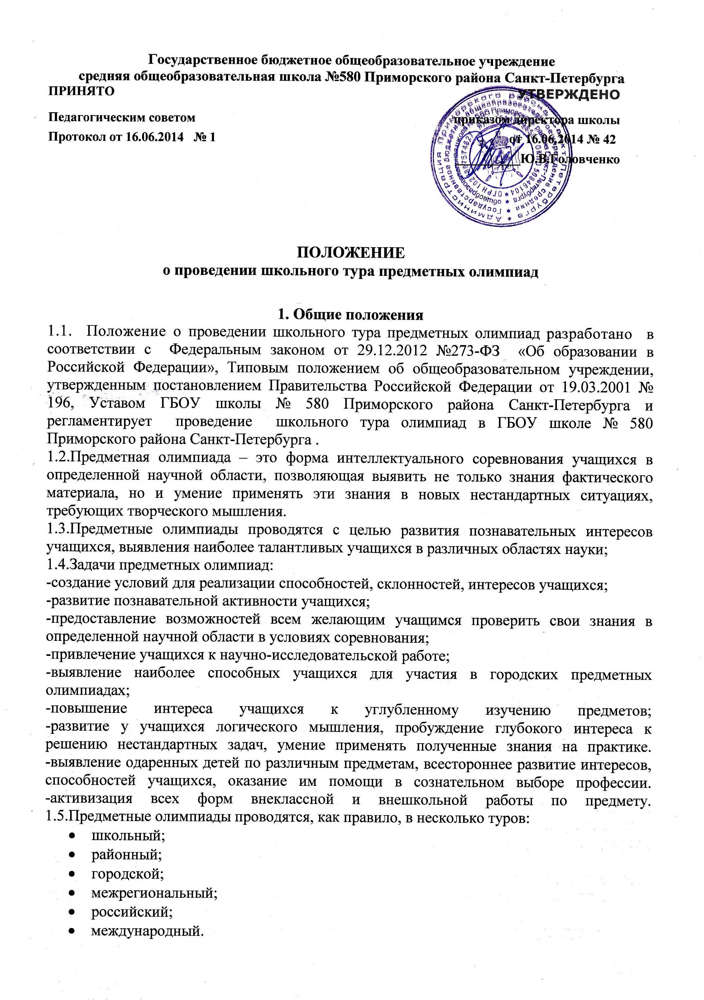 Государственное бюджетное общеобразовательное учреждение
средняя общеобразовательная школа №580 Приморского района Санкт-Петербурга
ПРИНЯТО УТВЕРЖДЕНО
Педагогическим советом приказом директора школы
Протокол от 16.06.2014 № 1 от 16.06.2014 № 42
Ю.В.Головченко
Администрация Приморского района Санкт-Петербурга
ПОЛОЖЕНИЕ
о проведении школьного тура предметных олимпиад
1. Общие положения
1.1. Положение о проведении школьного тура предметных олимпиад разработано в
соответствии с Федеральным законом от 29.12.2012 №273-ФЗ «Об образовании в
Российской Федерации», Типовым положением об общеобразовательном учреждении,
утвержденным постановлением Правительства Российской Федерации от 19.03.2001 №
196, Уставом ГБОУ школы № 580 Приморского района Санкт-Петербурга и
регламентирует проведение школьного тура олимпиад в ГБОУ школе № 580
Приморского района Санкт-Петербурга .
1.2.Предметная олимпиада – это форма интеллектуального соревнования учащихся в
определенной научной области, позволяющая выявить не только знания фактического
материала, но и умение применять эти знания в новых нестандартных ситуациях,
требующих творческого мышления.
1.3.Предметные олимпиады проводятся с целью развития познавательных интересов
учащихся, выявления наиболее талантливых учащихся в различных областях науки;
1.4.Задачи предметных олимпиад:
-создание условий для реализации способностей, склонностей, интересов учащихся;
-развитие познавательной активности учащихся;
-предоставление возможностей всем желающим учащимся проверить свои знания в
определенной научной области в условиях соревнования;
-привлечение учащихся к научно-исследовательской работе;
-выявление наиболее способных учащихся для участия в городских предметных
олимпиадах;
-повышение интереса учащихся к углубленному изучению предметов;
-развитие у учащихся логического мышления, пробуждение глубокого интереса к
решению нестандартных задач, умение применять полученные знания на практике.
-выявление одаренных детей по различным предметам, всестороннее развитие интересов,
способностей учащихся, оказание им помощи в сознательном выборе профессии.
-активизация всех форм внеклассной и внешкольной работы по предмету.
1.5.Предметные олимпиады проводятся, как правило, в несколько туров:
• школьный;
• районный;
• городской;
• межрегиональный;
• российский;
• международный.